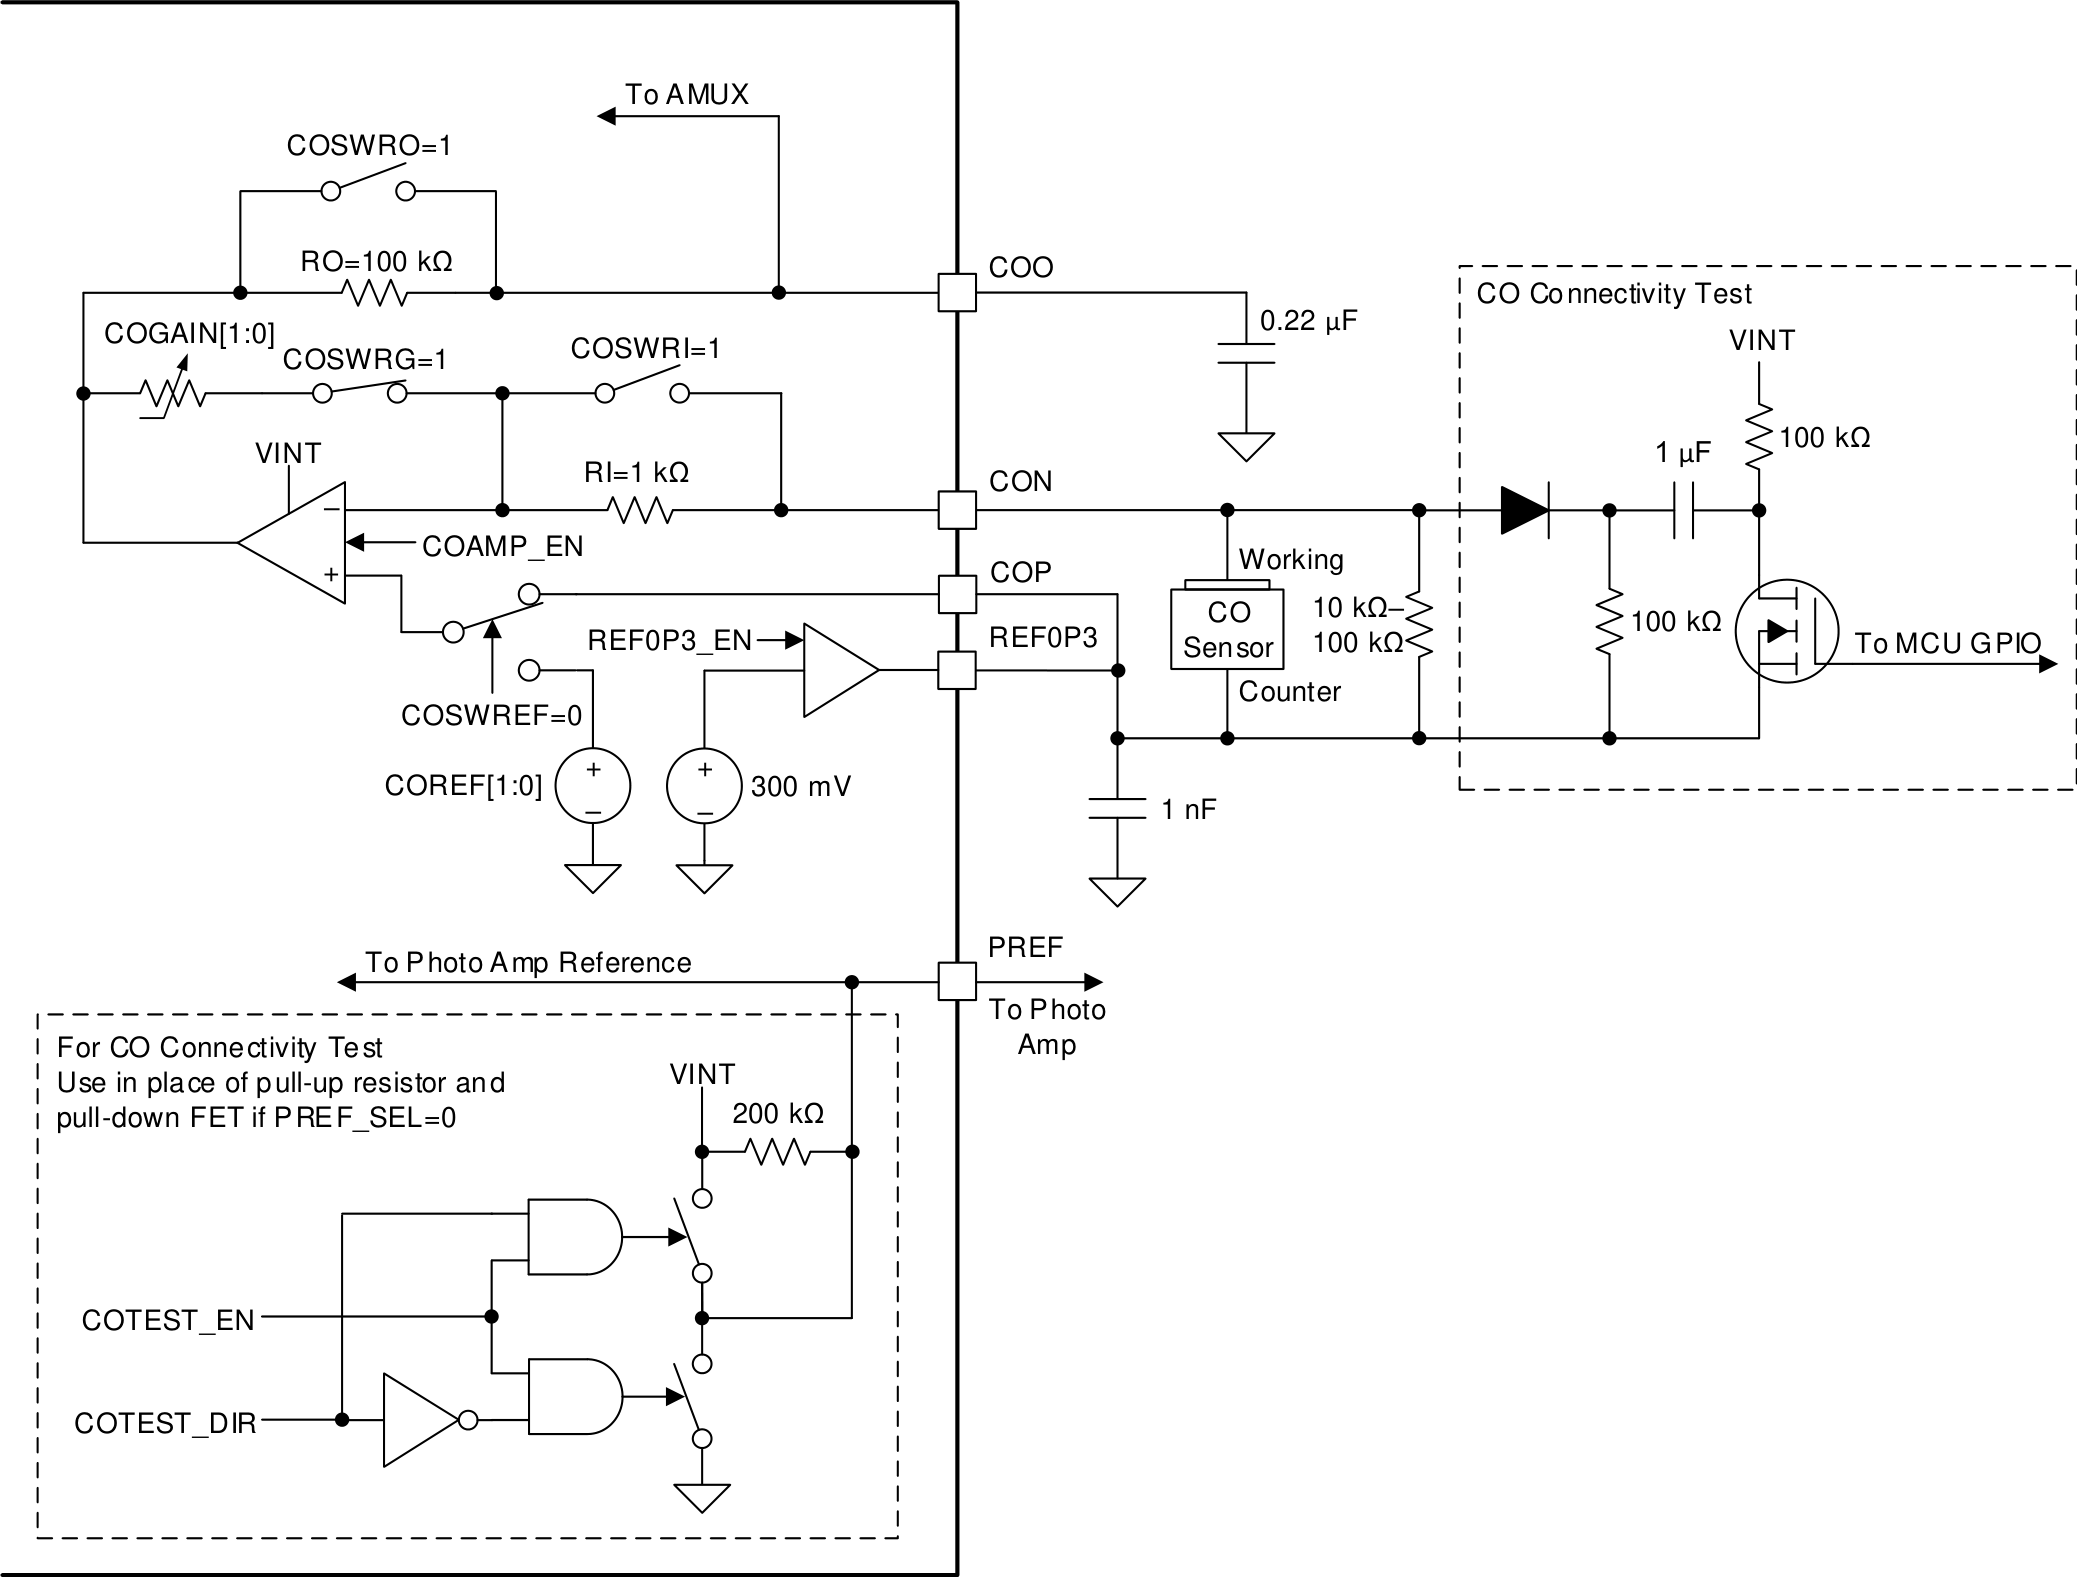 To AMUX
COSWRO=1
RO=100 kΩ
COO
0.22 µF
CO Connectivity Test
VINT
100 kΩ
1 µF
COGAIN[1:0]
COSWRG=1
COSWRI=1
VINT
RI=1 kΩ
CON
−
+
COAMP_EN
COP
Working
CO
Sensor
Counter
10 kΩ–
100 kΩ
100 kΩ
To MCU GPIO
REF0P3_EN
REF0P3
COSWREF=0
COREF[1:0]
+
−
+
−
300 mV
1 nF
To Photo Amp Reference
PREF
To Photo
Amp
For CO Connectivity Test
Use in place of pull-up resistor and
pull-down FET if PREF_SEL=0
VINT
200 kΩ
COTEST_EN
COTEST_DIR